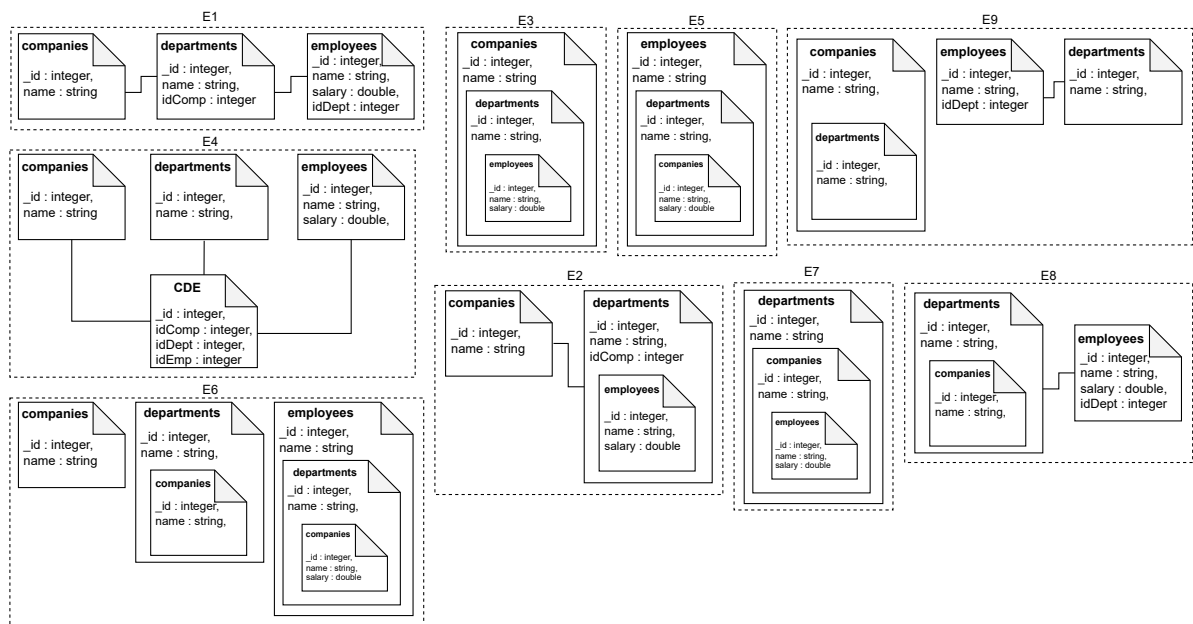 E1
companies
_id : integer,
name : string
departments
_id : integer,
name : string,
idComp : integer
employees
_id : integer,
name : string,
salary : double,
idDept : integer
E3
companies
_id : integer,
name : string
departments
_id : integer,
name : string,
employees
_id : integer,
name : string,
salary : double
E5
employees
_id : integer,
name : string
departments
_id : integer,
name : string,
companies
_id : integer,
name : string,
salary : double
E9
companies
_id : integer,
name : string,
departments
_id : integer,
name : string,
employees
_id : integer,
name : string,
idDept : integer
departments
_id : integer,
name : string,
E4
companies
_id : integer,
name : string
departments
_id : integer,
name : string,
employees
_id : integer,
name : string,
salary : double,
CDE
_id : integer,
idComp : integer,
idDept : integer,
idEmp : integer
E2
companies
_id : integer,
name : string
departments
_id : integer,
name : string,
idComp : integer
employees
_id : integer,
name : string,
salary : double
E7
departments
_id : integer,
name : string
companies
_id : integer,
name : string,
employees
_id : integer,
name : string,
salary : double
E8
departments
_id : integer,
name : string,
companies
_id : integer,
name : string,
employees
_id : integer,
name : string,
salary : double,
idDept : integer
E6
companies
_id : integer,
name : string
departments
_id : integer,
name : string,
companies
_id : integer,
name : string,
employees
_id : integer,
name : string
departments
_id : integer,
name : string,
companies
_id : integer,
name : string,
salary : double